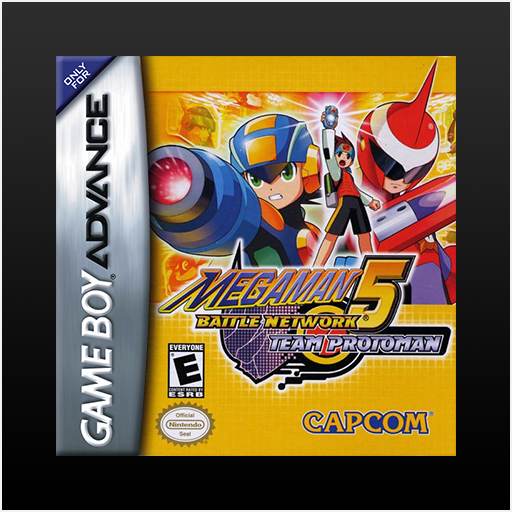 ONLY
FOR
GAME BOY ADVANCE
MEGAMAN 5
BATTLE NETWORK
TEAM PROTOMAN
EVERYONE
E
CONTENT RATED BY
ESRB
Official
Nintendo
Seal
CAPCOM